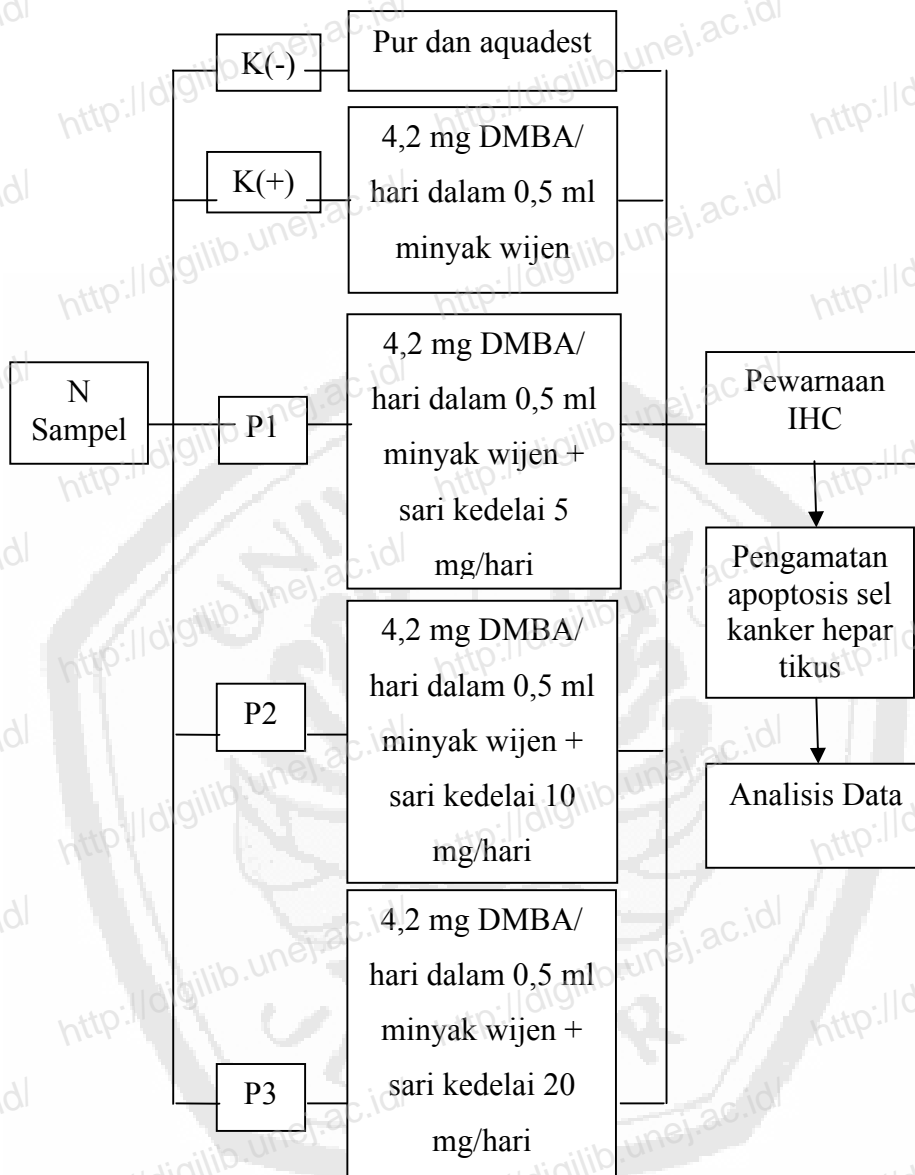 K(-)
Pur dan aquadest
K(+)
4,2 mg DMBA/
hari dalam 0,5 ml
minyak wijen
N
Sampel
P1
4,2 mg DMBA/
hari dalam 0,5 ml
minyak wijen +
sari kedelai 5
mg/hari
P2
4,2 mg DMBA/
hari dalam 0,5 ml
minyak wijen +
sari kedelai 10
mg/hari
P3
4,2 mg DMBA/
hari dalam 0,5 ml
minyak wijen +
sari kedelai 20
mg/hari
Pewarnaan
IHC
Pengamatan
apoptosis sel
kanker hepar
tikus
Analisis Data
http://digilib.unej.ac.id/